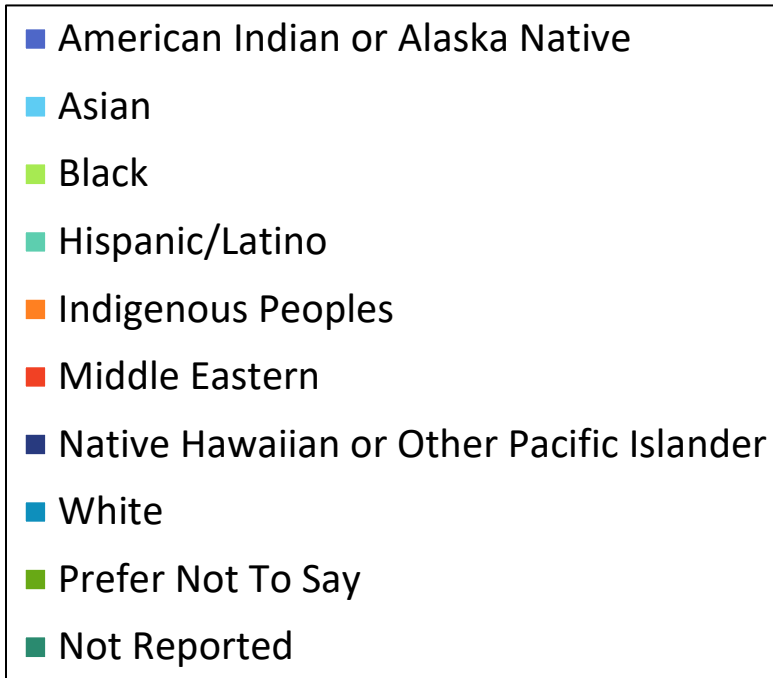 American Indian or Alaska Native
Asian
Black
Hispanic/Latino
Indigenous Peoples
Middle Eastern
Native Hawaiian or Other Pacific Islander
White
Prefer Not To Say
Not Reported